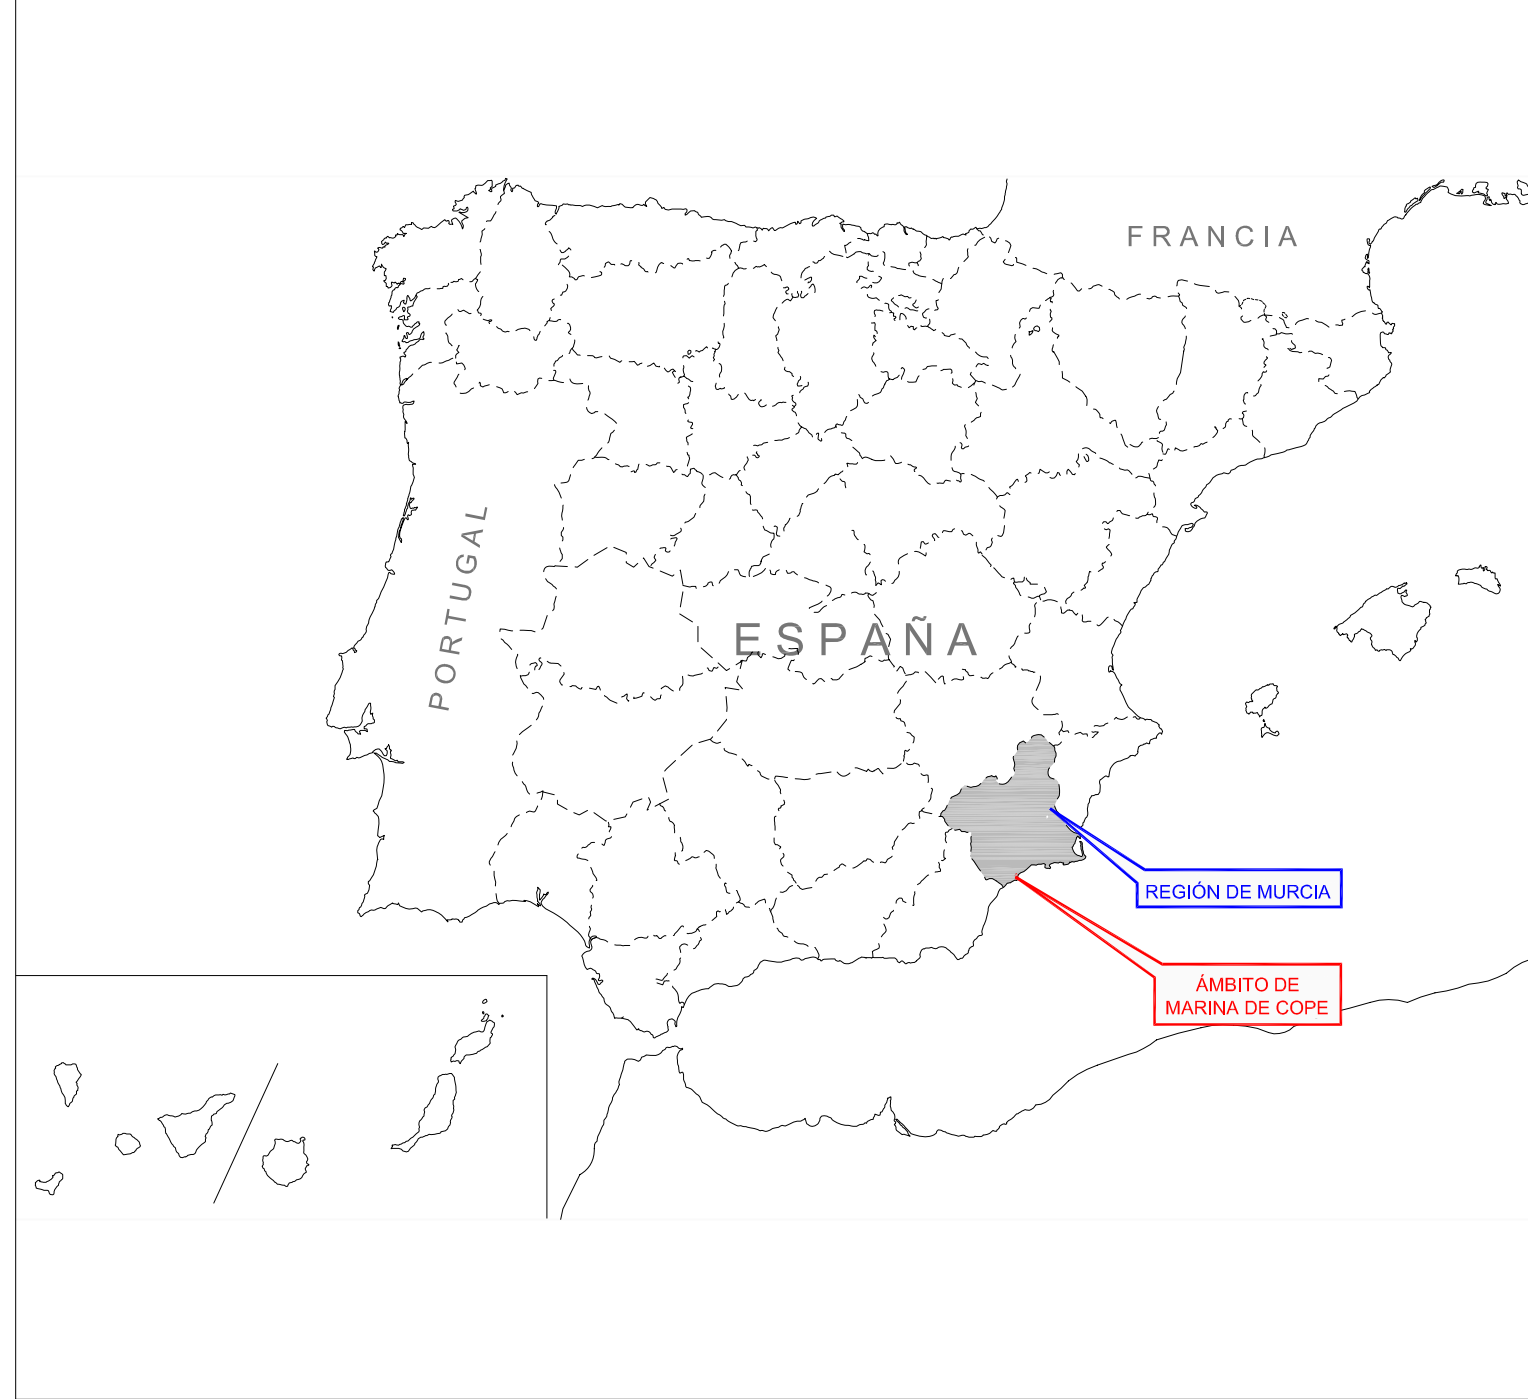 FRANCIA
PORTUGAL
ESPAÑA
REGIÓN DE MURCIA
ÁMBITO DE
MARINA DE COPE